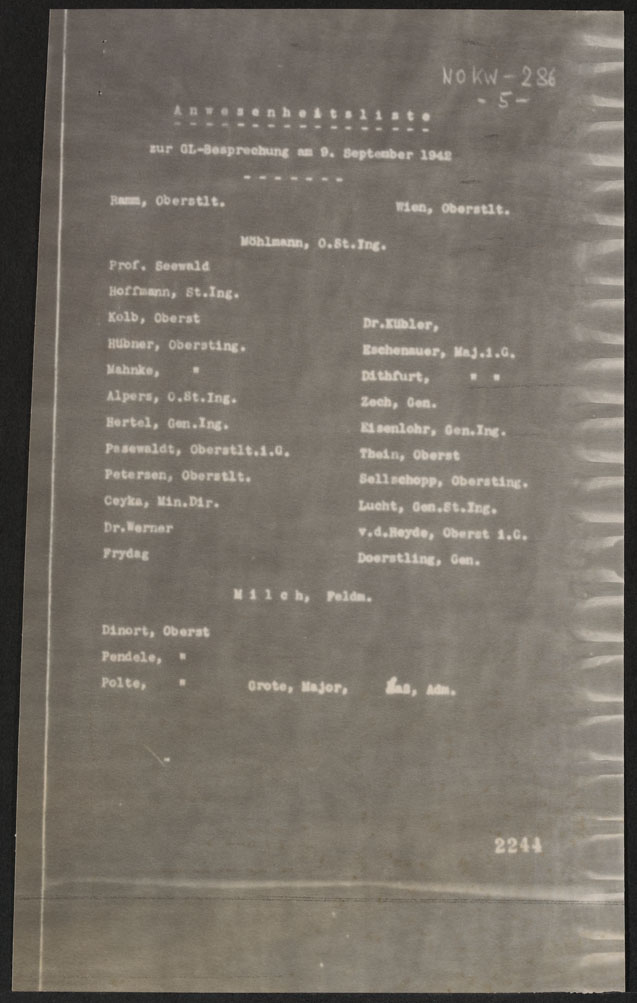 NOKW-286
- 5 -
Anwesenheitsliste
zur GL-Besprechung am 9. September 1942
Ramm, Oberstlt. Wien, Oberstlt.
Möhlmann, O.St.Ing.
Prof. Seewald
Hoffmann, St.Ing.
Kolb, Oberst Dr.Kübler,
Hübner, Obersting. Eschenauer, Maj.i.G.
Mahnke, " Dithfurt, " "
Alpers, O.St.Ing. Zoch, Gen.
Hertel, Gen.Ing. Eisenlohr, Gen.Ing.
Pasewaldt, Oberstlt.i.G. Thein, Oberst
Petersen, Oberstlt. Sellschopp, Obersting.
Ceyka, Min.Dir. Lucht, Gen.St.Ing.
Dr.Werner v.d.Heyde, Oberst i.G.
Frydag Doerstling, Gen.
Milch, Feldm.
Dinort, Oberst
Pendele, "
Polte, " Grote, Major, Adm.
2244